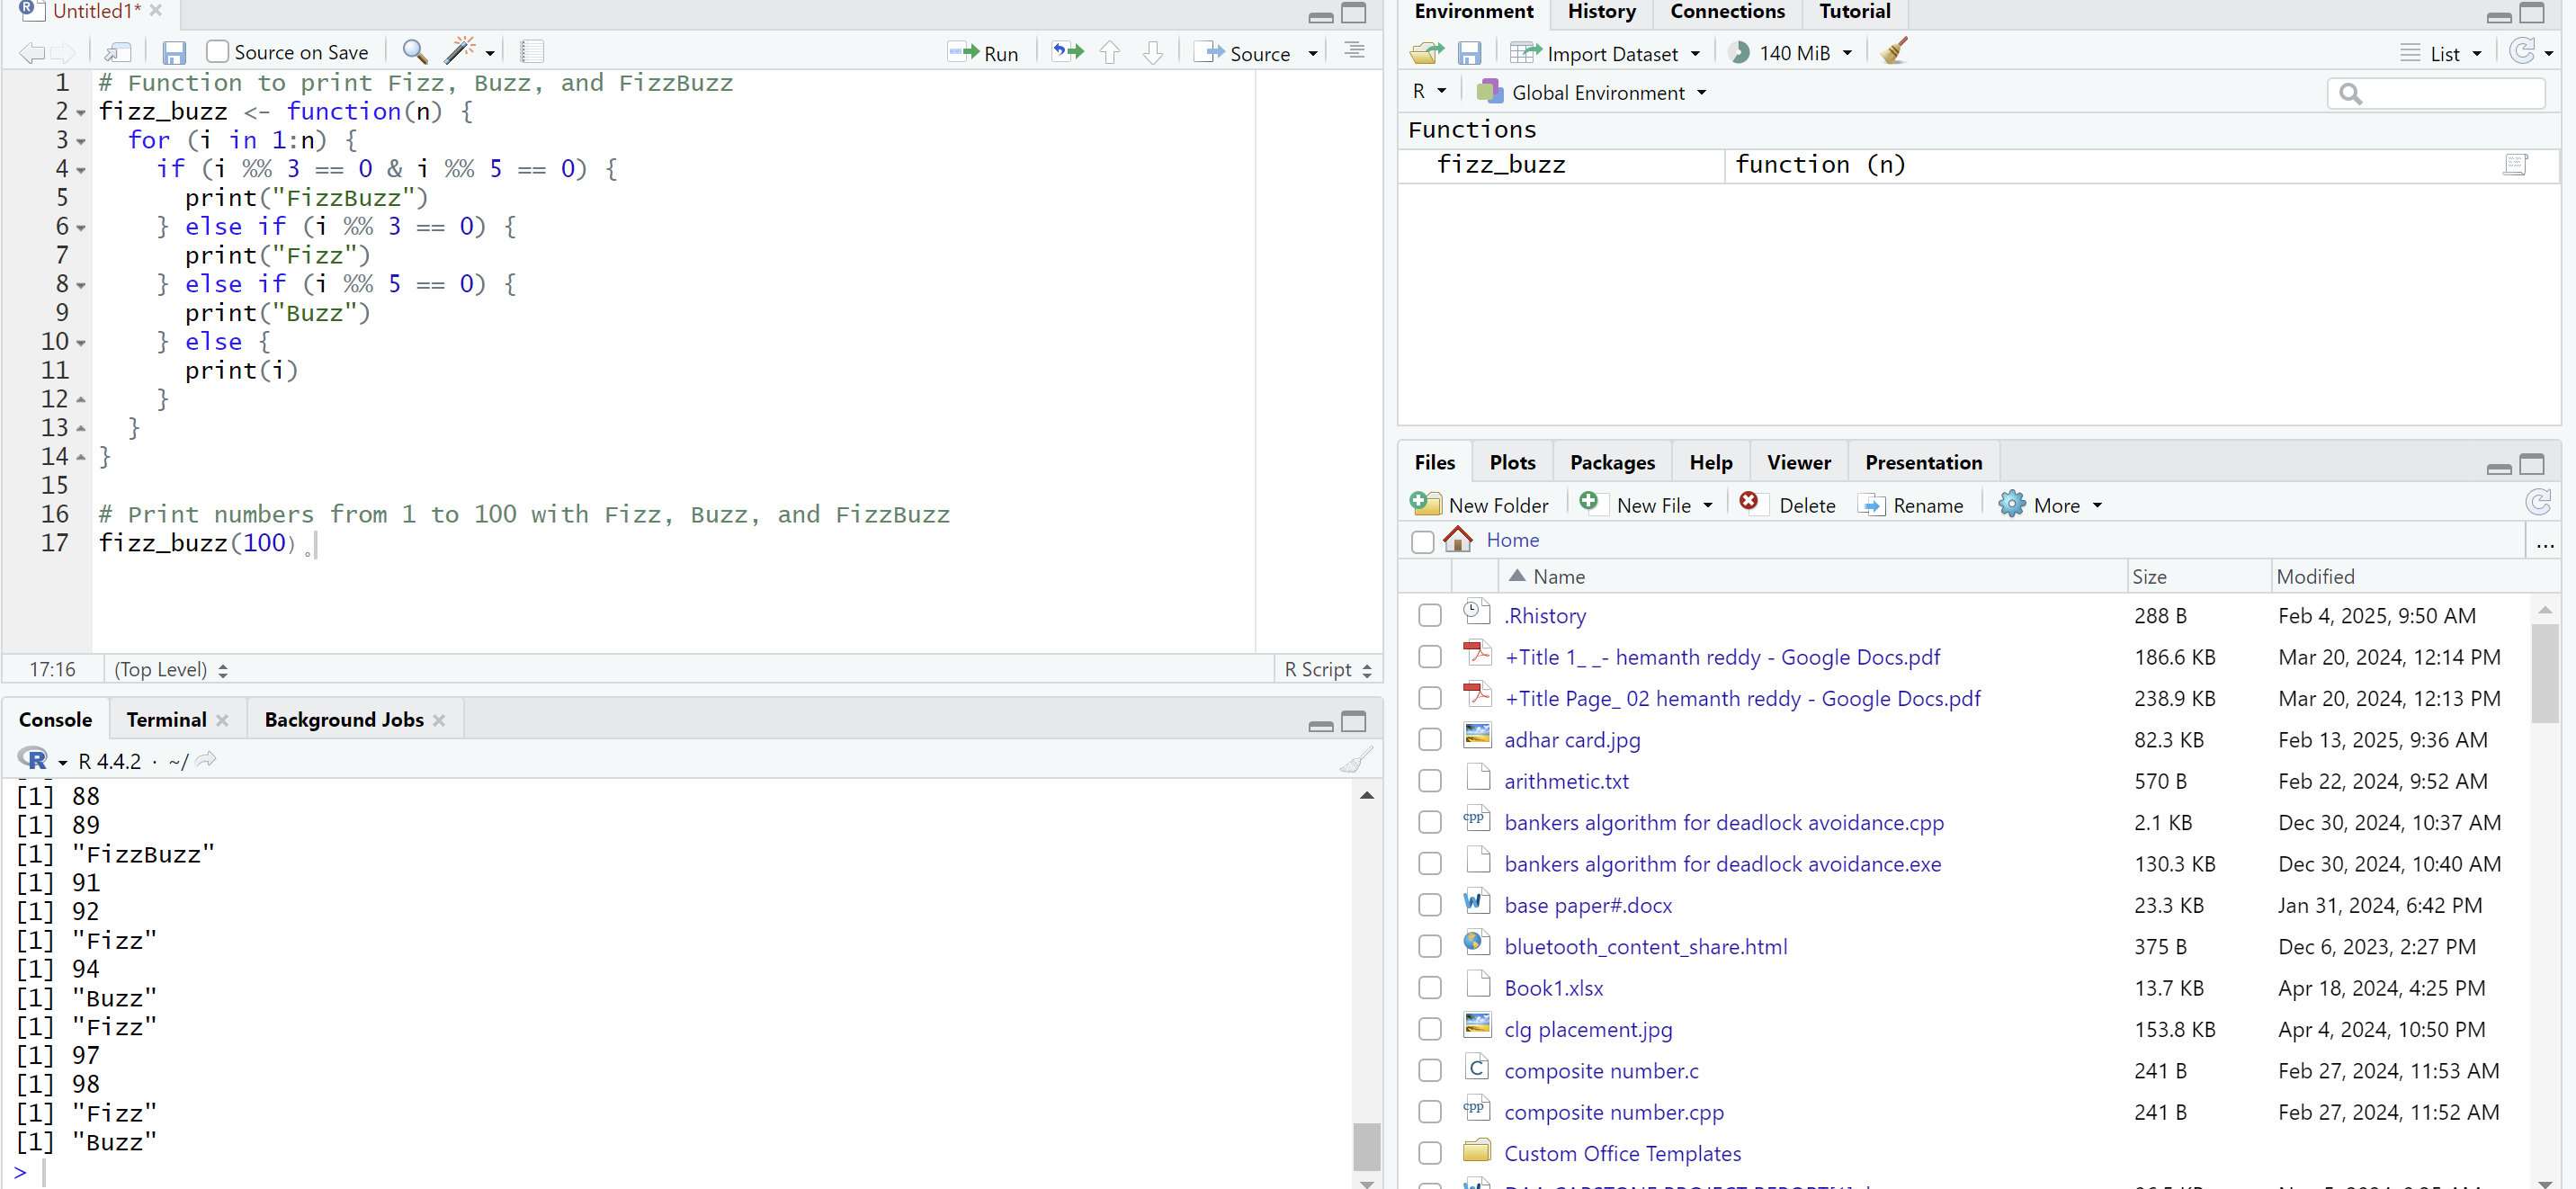 Untitled1*
Source on Save
Run
Source
1 # Function to print Fizz, Buzz, and FizzBuzz
2 fizz_buzz <- function(n) {
3   for (i in 1:n) {
4     if (i %% 3 == 0 & i %% 5 == 0) {
5       print("FizzBuzz")
6     } else if (i %% 3 == 0) {
7       print("Fizz")
8     } else if (i %% 5 == 0) {
9       print("Buzz")
10     } else {
11       print(i)
12     }
13   }
14 }
15
16 # Print numbers from 1 to 100 with Fizz, Buzz, and FizzBuzz
17 fizz_buzz(100)。
17:16 (Top Level) R Script
Console Terminal Background Jobs
R 4.4.2 · ~/
[1] 88
[1] 89
[1] "FizzBuzz"
[1] 91
[1] 92
[1] "Fizz"
[1] 94
[1] "Buzz"
[1] "Fizz"
[1] 97
[1] 98
[1] "Fizz"
[1] "Buzz"
>
Environment History Connections Tutorial
Import Dataset 140 MiB List
R Global Environment
Functions
fizz_buzz function (n)
Files Plots Packages Help Viewer Presentation
New Folder New File Delete Rename More
Home ...
Name Size Modified
.Rhistory 288 B Feb 4, 2025, 9:50 AM
+Title 1_ _- hemanth reddy - Google Docs.pdf 186.6 KB Mar 20, 2024, 12:14 PM
+Title Page_ 02 hemanth reddy - Google Docs.pdf 238.9 KB Mar 20, 2024, 12:13 PM
adhar card.jpg 82.3 KB Feb 13, 2025, 9:36 AM
arithmetic.txt 570 B Feb 22, 2024, 9:52 AM
bankers algorithm for deadlock avoidance.cpp 2.1 KB Dec 30, 2024, 10:37 AM
bankers algorithm for deadlock avoidance.exe 130.3 KB Dec 30, 2024, 10:40 AM
base paper#.docx 23.3 KB Jan 31, 2024, 6:42 PM
bluetooth_content_share.html 375 B Dec 6, 2023, 2:27 PM
Book1.xlsx 13.7 KB Apr 18, 2024, 4:25 PM
clg placement.jpg 153.8 KB Apr 4, 2024, 10:50 PM
composite number.c 241 B Feb 27, 2024, 11:53 AM
composite number.cpp 241 B Feb 27, 2024, 11:52 AM
Custom Office Templates